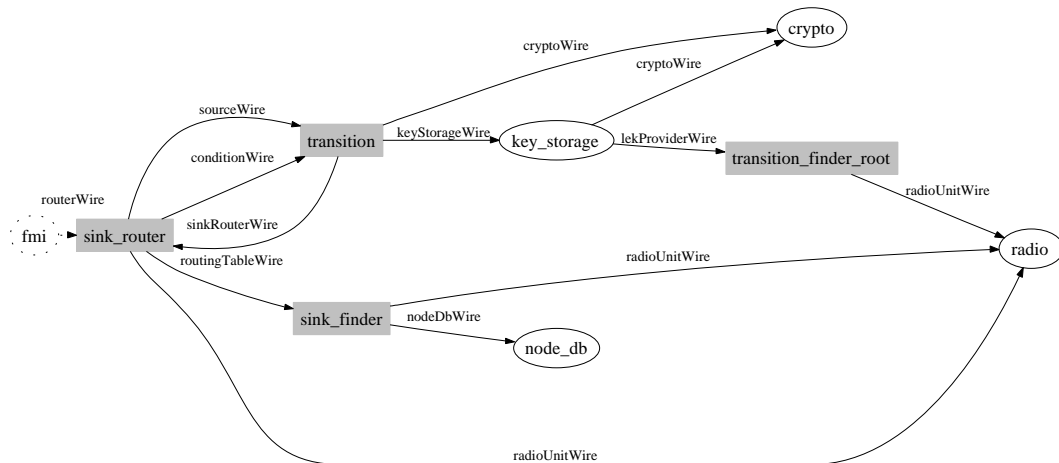 crypto
cryptoWire
cryptoWire
sourceWire
transition
keyStorageWire
key_storage
lekProviderWire
transition_finder_root
conditionWire
radioUnitWire
routerWire
sinkRouterWire
fmi
sink_router
radio
routingTableWire
radioUnitWire
sink_finder
nodeDbWire
node_db
radioUnitWire